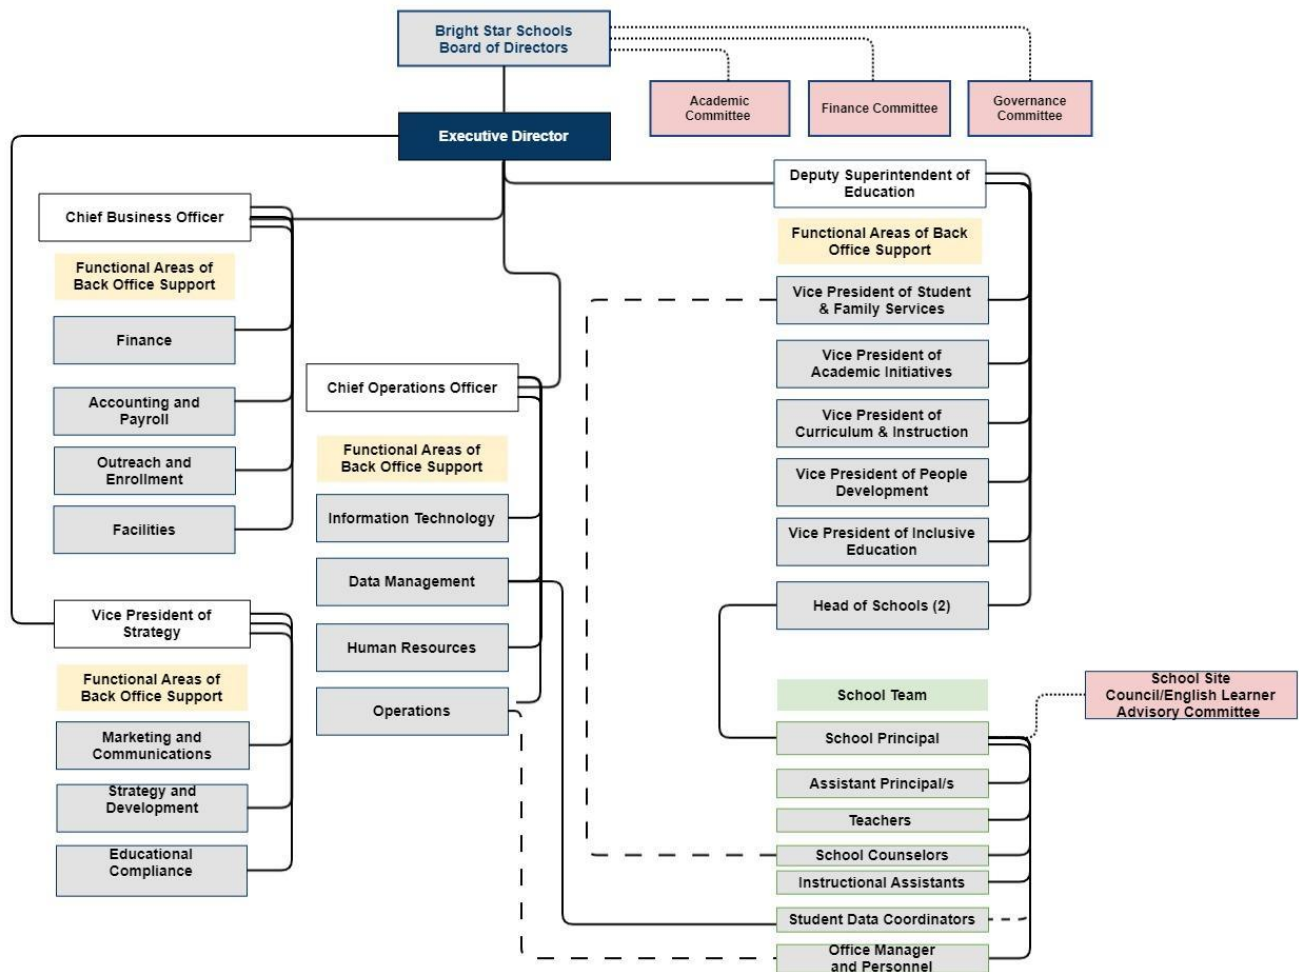 Bright Star Schools
Board of Directors
Academic
Committee
Finance Committee
Governance
Committee
Executive Director
Deputy Superintendent of
Education
Functional Areas of Back
Office Support
Vice President of Student
& Family Services
Vice President of
Academic Initiatives
Vice President of
Curriculum & Instruction
Vice President of People
Development
Vice President of Inclusive
Education
Head of Schools (2)
Chief Business Officer
Functional Areas of
Back Office Support
Finance
Accounting and
Payroll
Outreach and
Enrollment
Facilities
Chief Operations Officer
Functional Areas of
Back Office Support
Information Technology
Data Management
Human Resources
Operations
Vice President of
Strategy
Functional Areas of
Back Office Support
Marketing and
Communications
Strategy and
Development
Educational
Compliance
School Team
School Principal
Assistant Principal/s
Teachers
School Counselors
Instructional Assistants
Student Data Coordinators
Office Manager
and Personnel
School Site
Council/English Learner
Advisory Committee